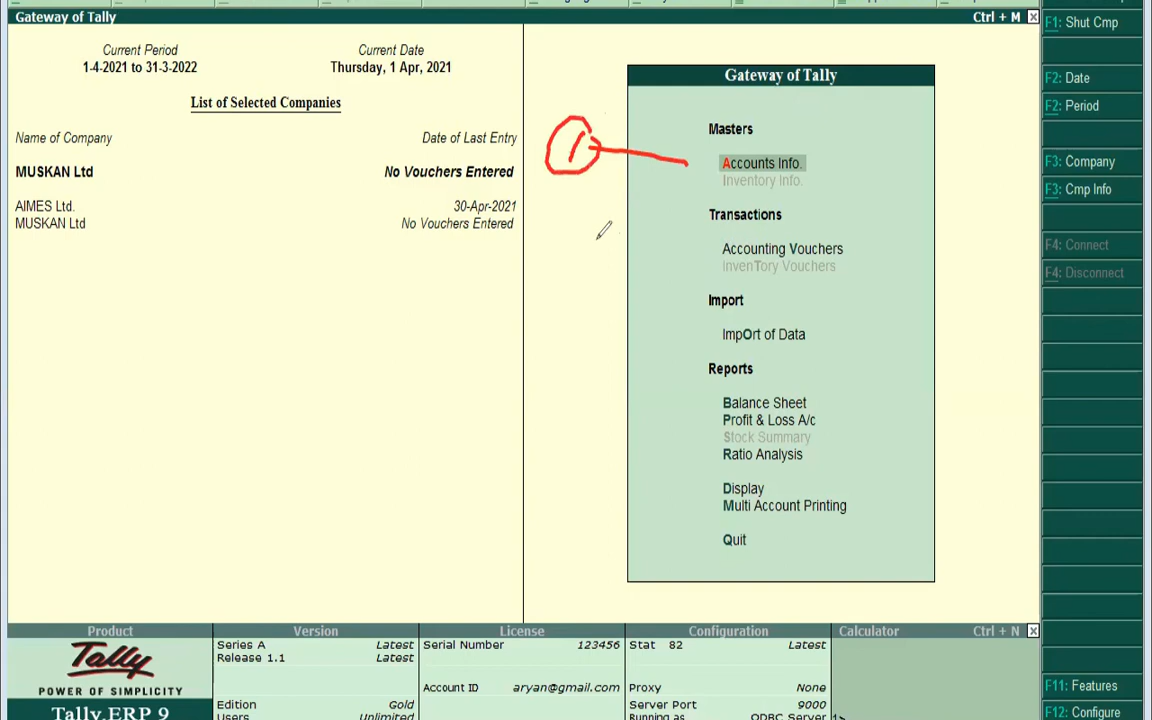 Gateway of Tally
Ctrl + M
x
Current Period
Current Date
1-4-2021 to 31-3-2022
Thursday, 1 Apr, 2021
List of Selected Companies
Name of Company
Date of Last Entry
MUSKAN Ltd
No Vouchers Entered
AIMES Ltd.
30-Apr-2021
MUSKAN Ltd
No Vouchers Entered
1
Gateway of Tally
Masters
Accounts Info.
Inventory Info.
Transactions
Accounting Vouchers
invenTory Vouchers
Import
ImpOrt of Data
Reports
Balance Sheet
Profit & Loss A/c
Stock Summary
Ratio Analysis
Display
Multi Account Printing
Quit
F1: Shut Cmp
F2: Date
F2: Period
F3: Company
F3: Cmp Info
F4: Connect
F4: Disconnect
F11: Features
F12: Configure
Product
Tally
POWER OF SIMPLICITY
Tally.ERP 9
Version
Series A
Latest
Release 1.1
Latest
Edition
Gold
Users
Unlimited
License
Serial Number
123456
Account ID
aryan@gmail.com
Configuration
Stat 82
Latest
Proxy
None
Server Port
9000
Running as
ODBC Server
Calculator
Ctrl + N
x
1>